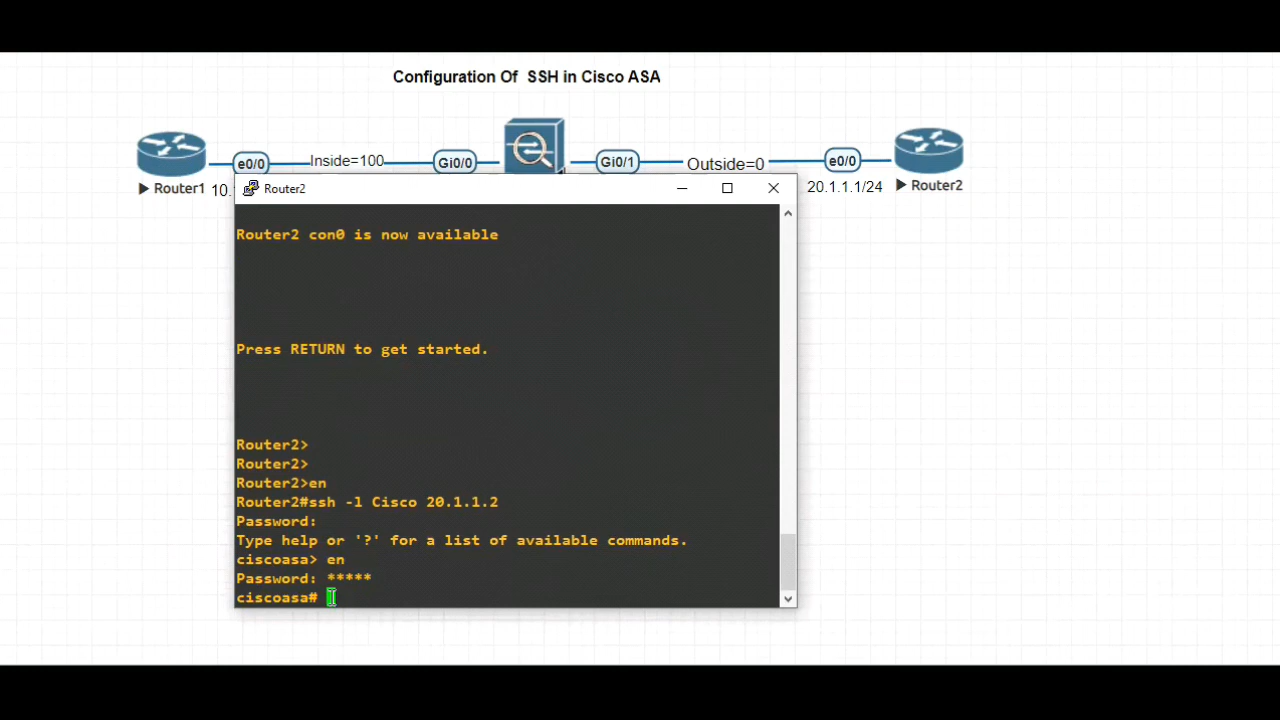 Configuration Of  SSH in Cisco ASA
e0/0
Inside=100
Gi0/0
Gi0/1
Outside=0
e0/0
Router1
10.
20.1.1.1/24
Router2
Router2
Router2 con0 is now available
Press RETURN to get started.
Router2>
Router2>
Router2>en
Router2#ssh -l Cisco 20.1.1.2
Password:
Type help or '?' for a list of available commands.
ciscoasa> en
Password: *****
ciscoasa#